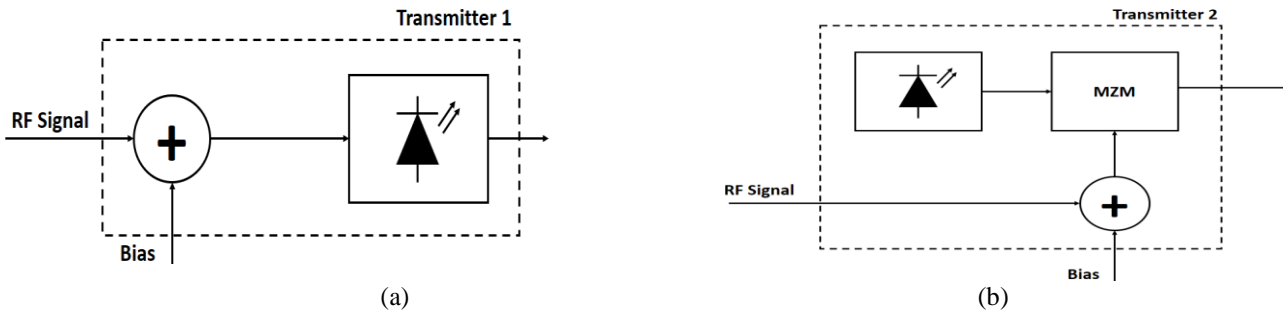 Transmitter 1
RF Signal
+
Bias
(a)
Transmitter 2
MZM
RF Signal
+
Bias
(b)